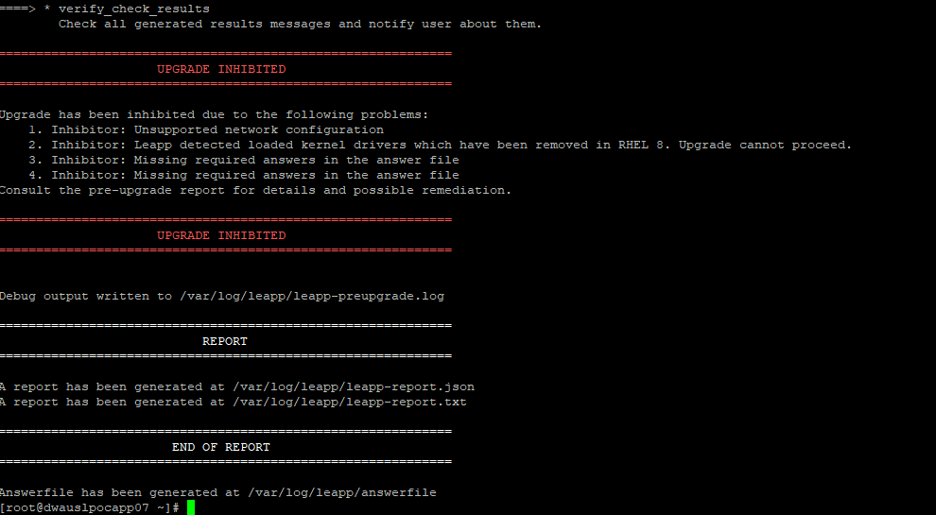 ====> * verify_check_results
Check all generated results messages and notify user about them.
============================================================
UPGRADE INHIBITED
============================================================
Upgrade has been inhibited due to the following problems:
1. Inhibitor: Unsupported network configuration
2. Inhibitor: Leapp detected loaded kernel drivers which have been removed in RHEL 8. Upgrade cannot proceed.
3. Inhibitor: Missing required answers in the answer file
4. Inhibitor: Missing required answers in the answer file
Consult the pre-upgrade report for details and possible remediation.
============================================================
UPGRADE INHIBITED
============================================================
Debug output written to /var/log/leapp/leapp-preupgrade.log
============================================================
REPORT
============================================================
A report has been generated at /var/log/leapp/leapp-report.json
A report has been generated at /var/log/leapp/leapp-report.txt
============================================================
END OF REPORT
============================================================
Answerfile has been generated at /var/log/leapp/answerfile
[root@dwauslpocapp07 ~]#